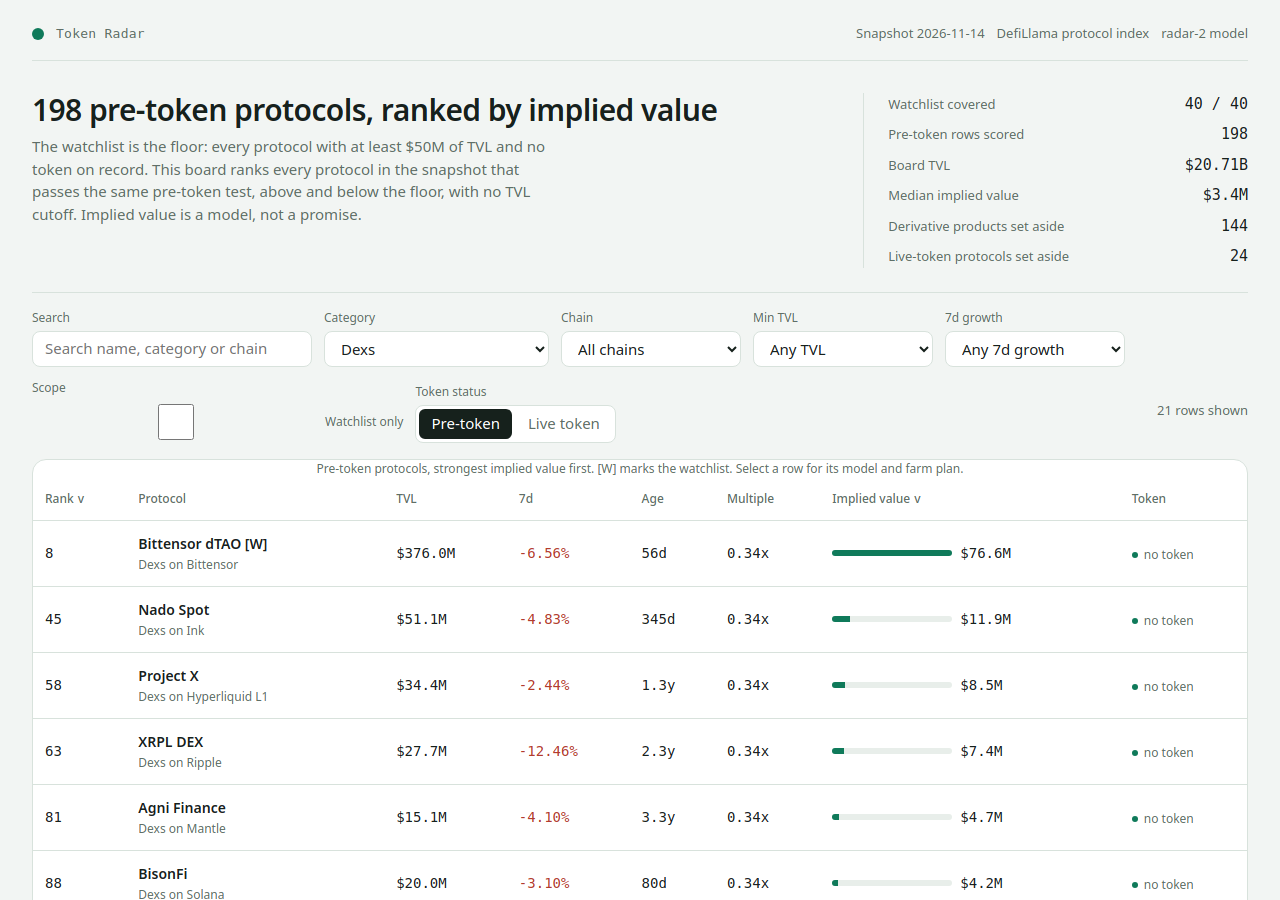 Token Radar
Snapshot 2026-11-14 DefiLlama protocol index radar-2 model
198 pre-token protocols, ranked by implied value
The watchlist is the floor: every protocol with at least $50M of TVL and no
token on record. This board ranks every protocol in the snapshot that
passes the same pre-token test, above and below the floor, with no TVL
cutoff. Implied value is a model, not a promise.
Watchlist covered 40 / 40
Pre-token rows scored 198
Board TVL $20.71B
Median implied value $3.4M
Derivative products set aside 144
Live-token protocols set aside 24
Search Category Chain Min TVL 7d growth
Search name, category or chain Dexs All chains Any TVL Any 7d growth
Scope Token status
Watchlist only Pre-token Live token 21 rows shown
Pre-token protocols, strongest implied value first. [W] marks the watchlist. Select a row for its model and farm plan.
Rank v Protocol TVL 7d Age Multiple Implied value v Token
8 Bittensor dTAO [W] $376.0M -6.56% 56d 0.34x $76.6M no token
Dexs on Bittensor
45 Nado Spot $51.1M -4.83% 345d 0.34x $11.9M no token
Dexs on Ink
58 Project X $34.4M -2.44% 1.3y 0.34x $8.5M no token
Dexs on Hyperliquid L1
63 XRPL DEX $27.7M -12.46% 2.3y 0.34x $7.4M no token
Dexs on Ripple
81 Agni Finance $15.1M -4.10% 3.3y 0.34x $4.7M no token
Dexs on Mantle
88 BisonFi $20.0M -3.10% 80d 0.34x $4.2M no token
Dexs on Solana